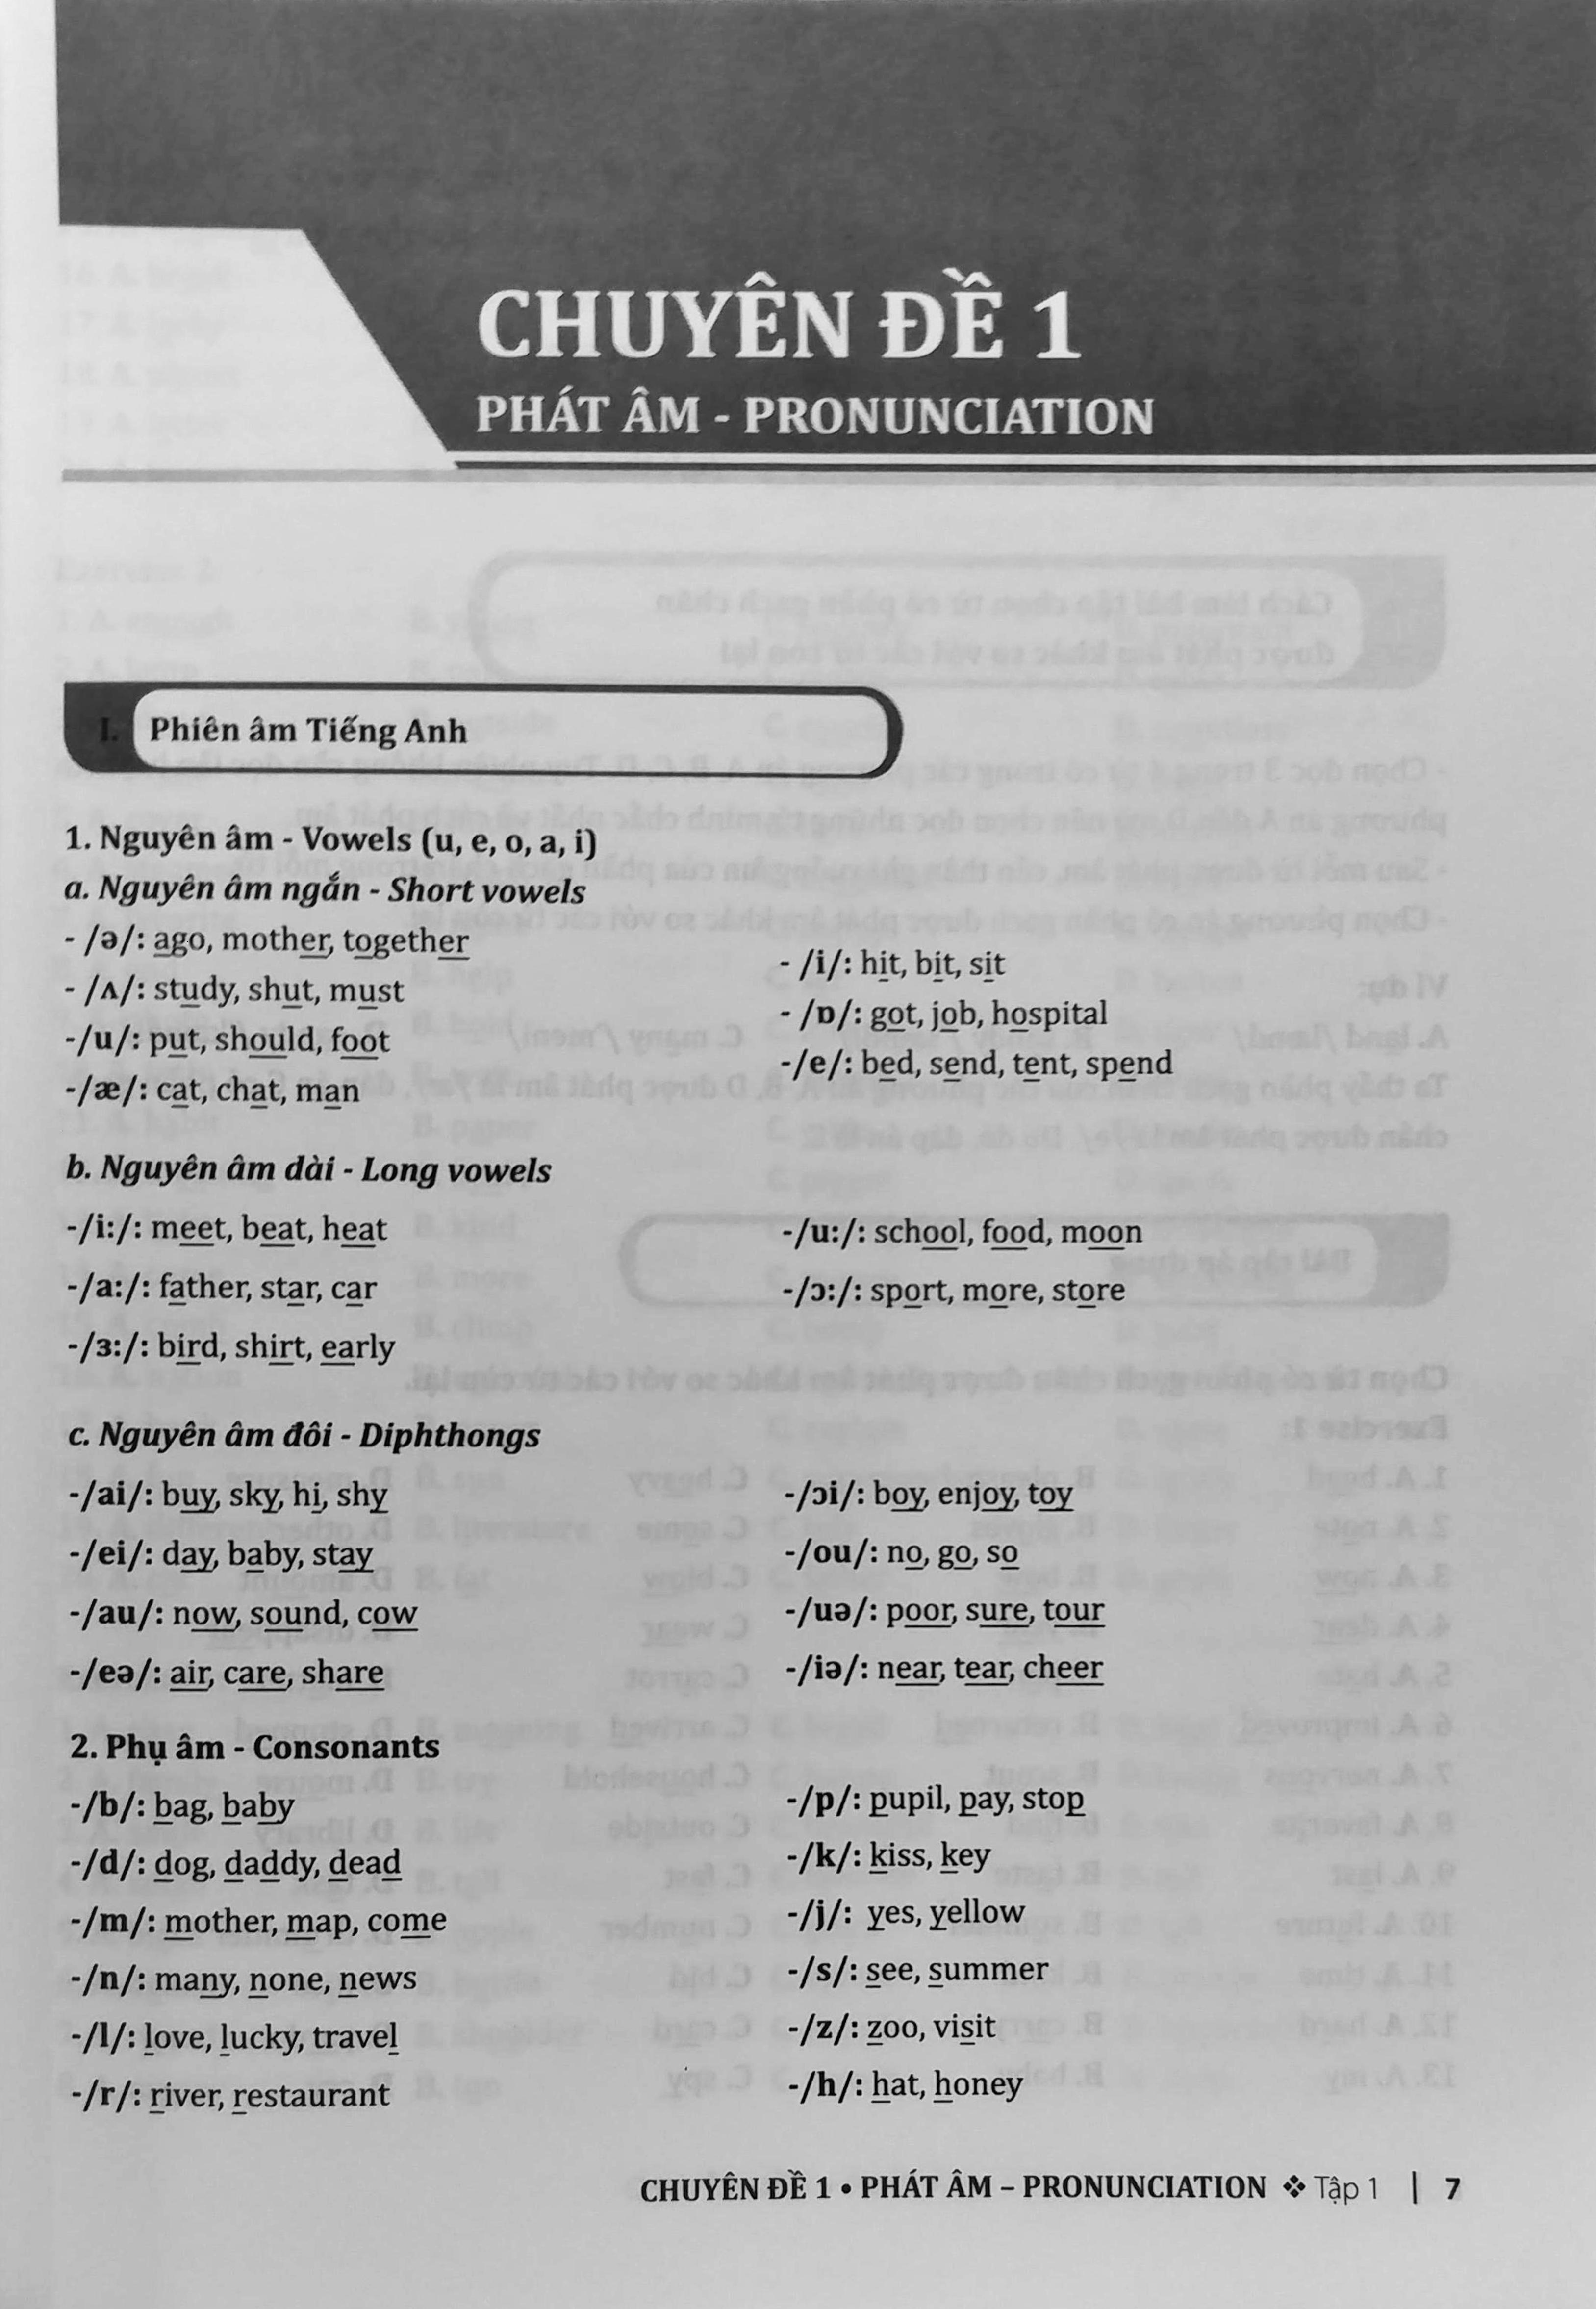 CHUYÊN ĐỀ 1
PHÁT ÂM - PRONUNCIATION
I. Phiên âm Tiếng Anh
1. Nguyên âm - Vowels (u, e, o, a, i)
a. Nguyên âm ngắn - Short vowels
- /ə/: ago, mother, together
- /ʌ/: study, shut, must
-/u/: put, should, foot
-/æ/: cat, chat, man
- /i/: hit, bit, sit
- /ɒ/: got, job, hospital
-/e/: bed, send, tent, spend
b. Nguyên âm dài - Long vowels
-/i:/: meet, beat, heat
-/a:/: father, star, car
-/ɜ:/: bird, shirt, early
-/u:/: school, food, moon
-/ɔ:/: sport, more, store
c. Nguyên âm đôi - Diphthongs
-/ai/: buy, sky, hi, shy
-/ei/: day, baby, stay
-/au/: now, sound, cow
-/eə/: air, care, share
-/ɔi/: boy, enjoy, toy
-/ou/: no, go, so
-/uə/: poor, sure, tour
-/iə/: near, tear, cheer
2. Phụ âm - Consonants
-/b/: bag, baby
-/d/: dog, daddy, dead
-/m/: mother, map, come
-/n/: many, none, news
-/l/: love, lucky, travel
-/r/: river, restaurant
-/p/: pupil, pay, stop
-/k/: kiss, key
-/j/: yes, yellow
-/s/: see, summer
-/z/: zoo, visit
-/h/: hat, honey
CHUYÊN ĐỀ 1 • PHÁT ÂM – PRONUNCIATION ❖ Tập 1 | 7